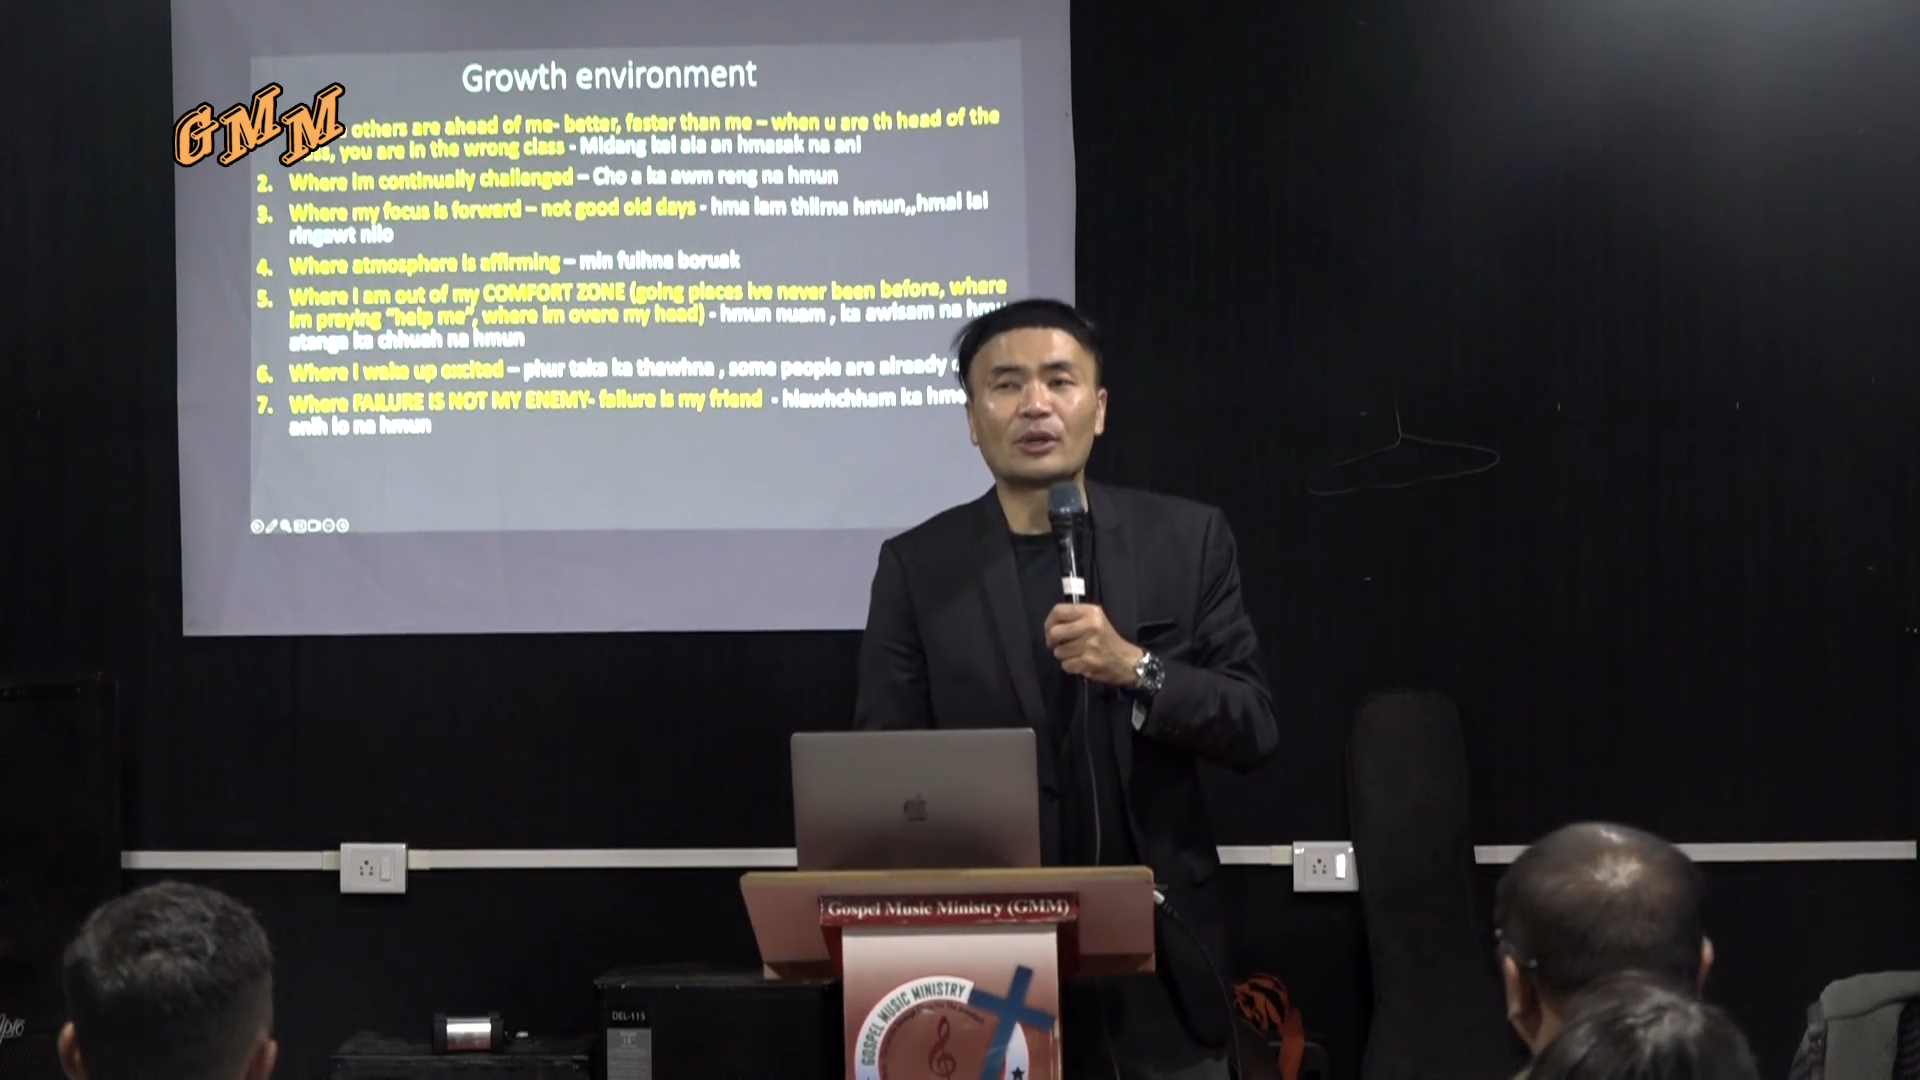 Growth environment
GMM
others are ahead of me- better, faster than me – when u are th head of the
, you are in the wrong class - Midang kal ala an hmasak na ani
2. Where im continually challenged – Cho a ka awm reng na hmun
3. Where my focus is forward – not good old days - hma lam thlirna hmun,,hmal lal
ringawt nilo
4. Where atmosphere is affirming – min fuihna boruak
5. Where I am out of my COMFORT ZONE (going places ive never been before, where
im praying “help me”, where im overe my head) - hmun nuam , ka awlsam na
atanga ka chhuah na hmun
6. Where I wake up excited – phur taka ka thawhna , some people are already
7. Where FAILURE IS NOT MY ENEMY- failure is my friend - hlawhchham ka
anih lo na hmun
Gospel Music Ministry (GMM)
GOSPEL MUSIC MINISTRY
DEL-115